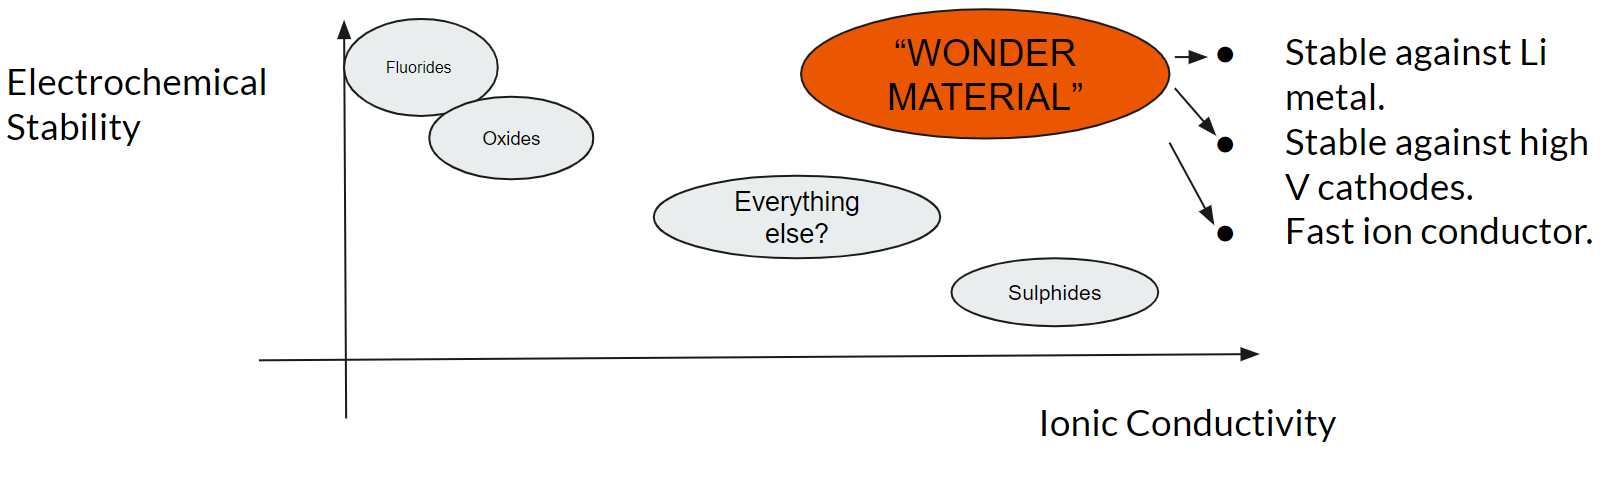 Electrochemical
Stability
Fluorides
Oxides
Everything
else?
Sulphides
“WONDER
MATERIAL”
● Stable against Li
metal.
● Stable against high
V cathodes.
● Fast ion conductor.
Ionic Conductivity